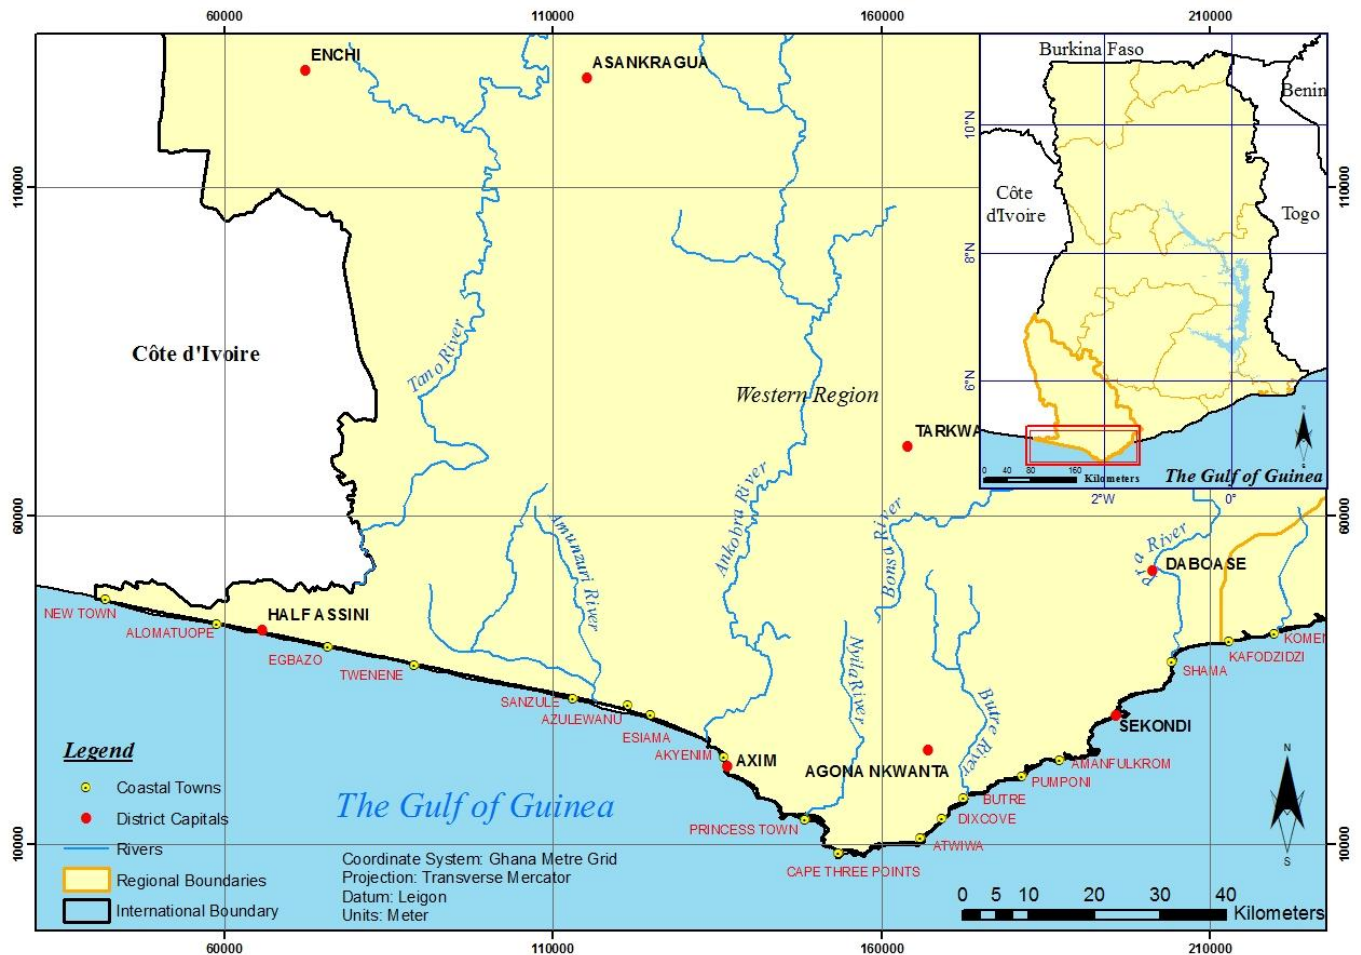 60000
110000
160000
210000
ENCHI
ASANKRAGUA
Burkina Faso
Benin
10°N
Côte
d'Ivoire
Togo
8°N
6°N
110000
110000
Côte d'Ivoire
Tano River
Western Region
TARKWA
0 40 80 160
Kilometers
The Gulf of Guinea
N
S
2°W
0°
60000
60000
Amunzuri River
Ankobra River
Bonso River
Pra River
DABOASE
NEW TOWN
ALOMATUOPE
HALF ASSINI
EGBAZO
TWENENE
SANZULE
AZULEWANU
ESIAMA
AKYENIM
AXIM
Nyila River
Butre River
AGONA NKWANTA
KOMEN
KAFODZIDZI
SHAMA
SEKONDI
AMANFULKROM
PUMPONI
BUTRE
DIXCOVE
ATWIWA
PRINCESS TOWN
CAPE THREE POINTS
Legend
Coastal Towns
District Capitals
Rivers
Regional Boundaries
International Boundary
The Gulf of Guinea
Coordinate System: Ghana Metre Grid
Projection: Transverse Mercator
Datum: Leigon
Units: Meter
N
S
10000
10000
0 5 10 20 30 40
Kilometers
60000
110000
160000
210000